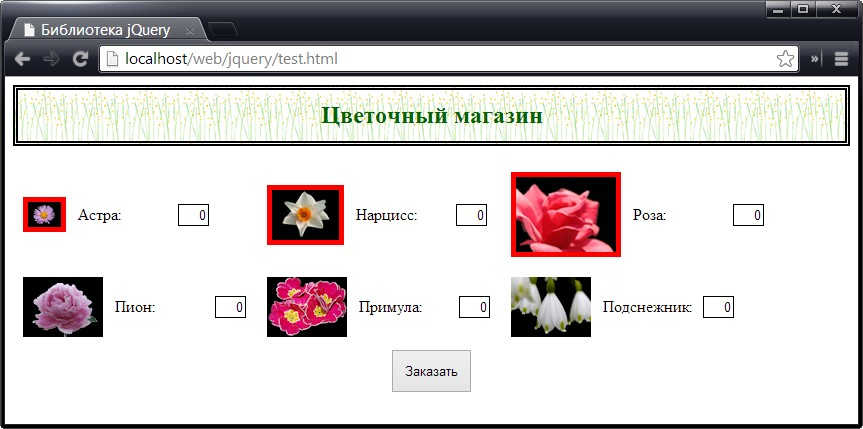 Библиотека jQuery
localhost/web/jquery/test.html
Цветочный магазин
Астра: 0 Нарцисс: 0 Роза: 0
Пион: 0 Примула: 0 Подснежник: 0
Заказать